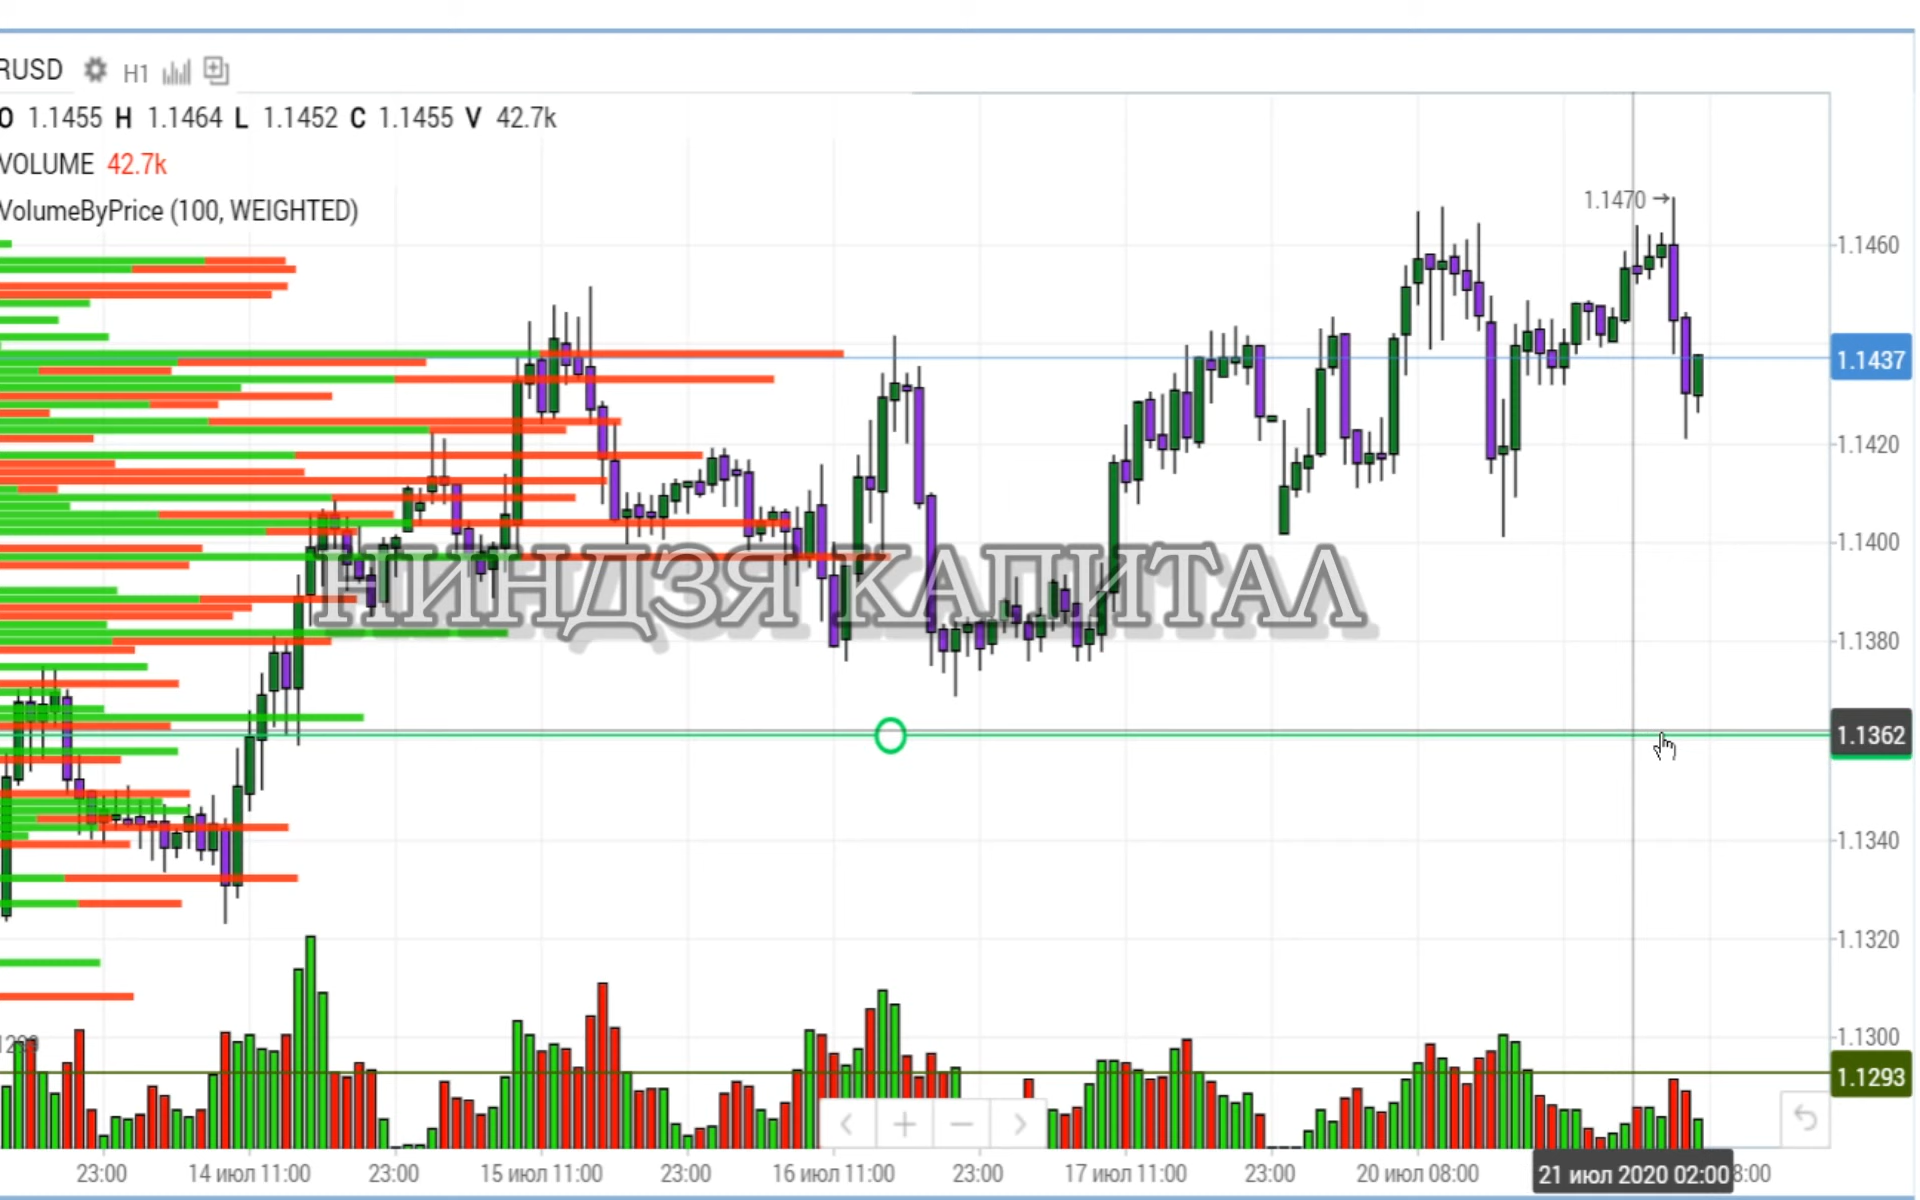 RUSD H1
O 1.1455 H 1.1464 L 1.1452 C 1.1455 V 42.7k
VOLUME 42.7k
VolumeByPrice (100, WEIGHTED)
1.1470
1.1460
1.1437
1.1420
1.1400
НИНДЗЯ КАПИТАЛ
1.1380
1.1362
1.1340
1.1320
1.1300
1.1293
23:00 14 июл 11:00 23:00 15 июл 11:00 23:00 16 июл 11:00 23:00 17 июл 11:00 23:00 20 июл 08:00 21 июл 2020 02:00 8:00